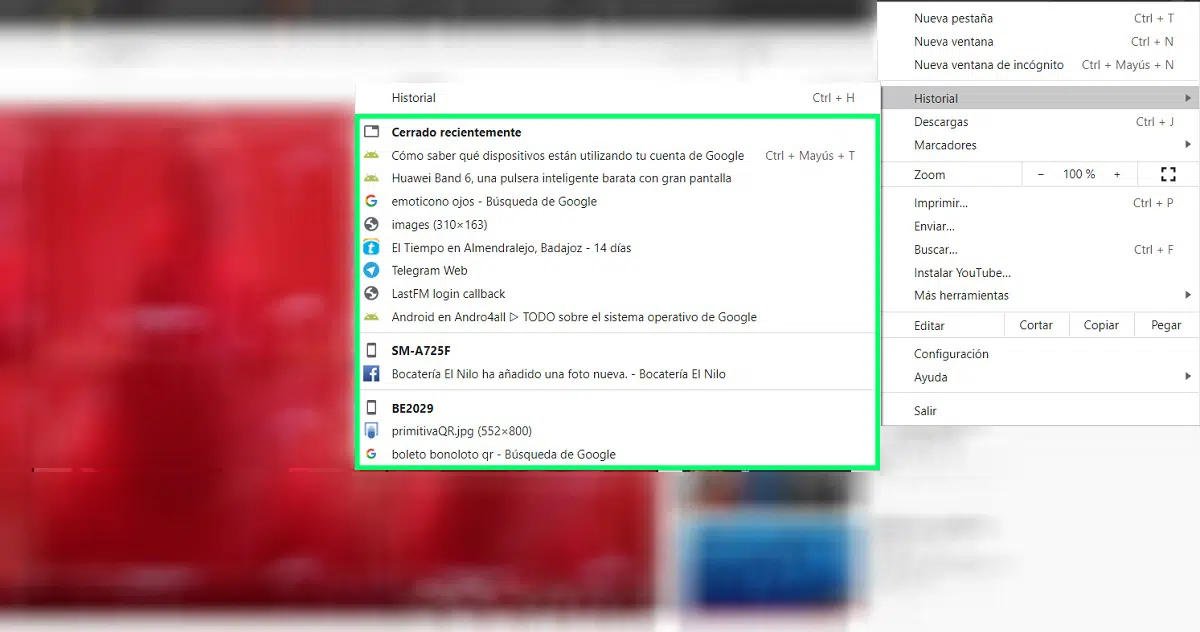 Nueva pestaña Ctrl + T
Nueva ventana Ctrl + N
Nueva ventana de incógnito Ctrl + Mayús + N
Historial
Descargas Ctrl + J
Marcadores
Zoom - 100 % +
Imprimir... Ctrl + P
Enviar...
Buscar... Ctrl + F
Instalar YouTube...
Más herramientas
Editar Cortar Copiar Pegar
Configuración
Ayuda
Salir
Historial Ctrl + H
Cerrado recientemente
Cómo saber qué dispositivos están utilizando tu cuenta de Google Ctrl + Mayús + T
Huawei Band 6, una pulsera inteligente barata con gran pantalla
emoticono ojos - Búsqueda de Google
images (310×163)
El Tiempo en Almendralejo, Badajoz - 14 días
Telegram Web
LastFM login callback
Android en Andro4all ▷ TODO sobre el sistema operativo de Google
SM-A725F
Bocatería El Nilo ha añadido una foto nueva. - Bocatería El Nilo
BE2029
primitivaQR.jpg (552×800)
boleto bonoloto qr - Búsqueda de Google